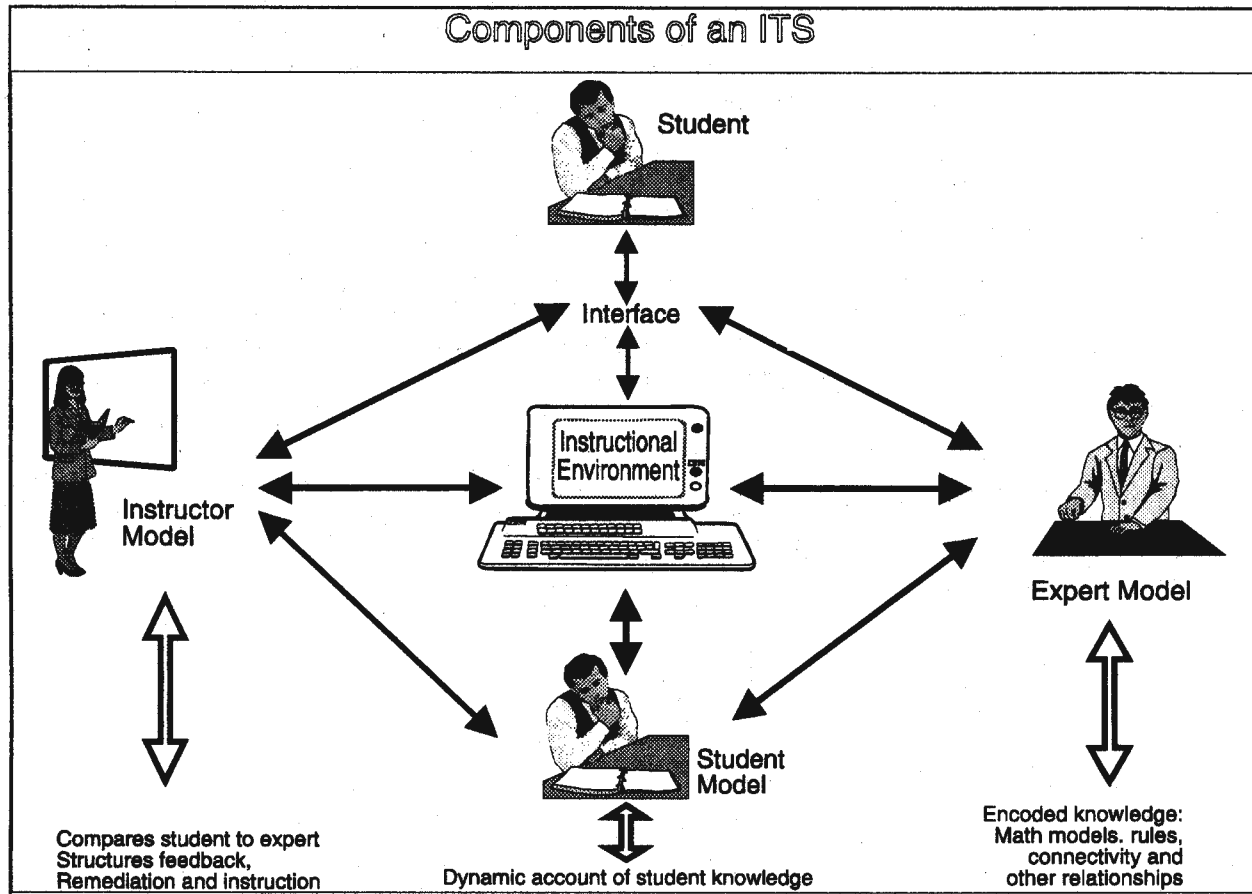 Components of an ITS
Student
Interface
Instructional
Environment
Instructor
Model
Expert Model
Student
Model
Compares student to expert
Structures feedback,
Remediation and instruction
Dynamic account of student knowledge
Encoded knowledge:
Math models. rules,
connectivity and
other relationships